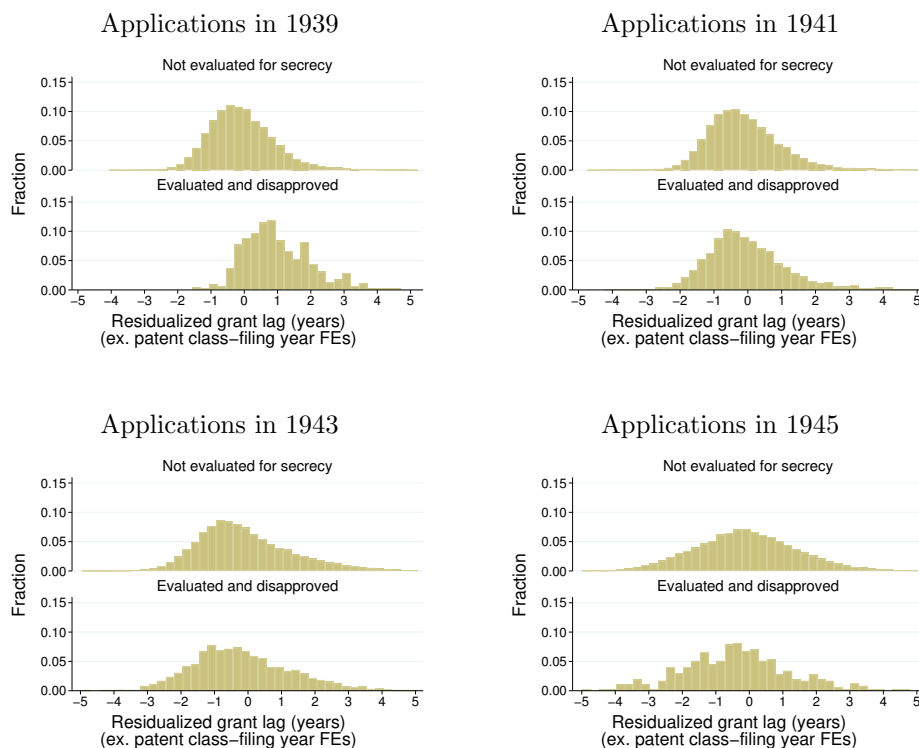 Applications in 1939
Not evaluated for secrecy
0.15
0.10
0.05
0.00
Evaluated and disapproved
0.15
0.10
0.05
0.00
Fraction
−5 −4 −3 −2 −1 0 1 2 3 4 5
Residualized grant lag (years)
(ex. patent class−filing year FEs)
Applications in 1941
Not evaluated for secrecy
0.15
0.10
0.05
0.00
Evaluated and disapproved
0.15
0.10
0.05
0.00
Fraction
−5 −4 −3 −2 −1 0 1 2 3 4 5
Residualized grant lag (years)
(ex. patent class−filing year FEs)
Applications in 1943
Not evaluated for secrecy
0.15
0.10
0.05
0.00
Evaluated and disapproved
0.15
0.10
0.05
0.00
Fraction
−5 −4 −3 −2 −1 0 1 2 3 4 5
Residualized grant lag (years)
(ex. patent class−filing year FEs)
Applications in 1945
Not evaluated for secrecy
0.15
0.10
0.05
0.00
Evaluated and disapproved
0.15
0.10
0.05
0.00
Fraction
−5 −4 −3 −2 −1 0 1 2 3 4 5
Residualized grant lag (years)
(ex. patent class−filing year FEs)